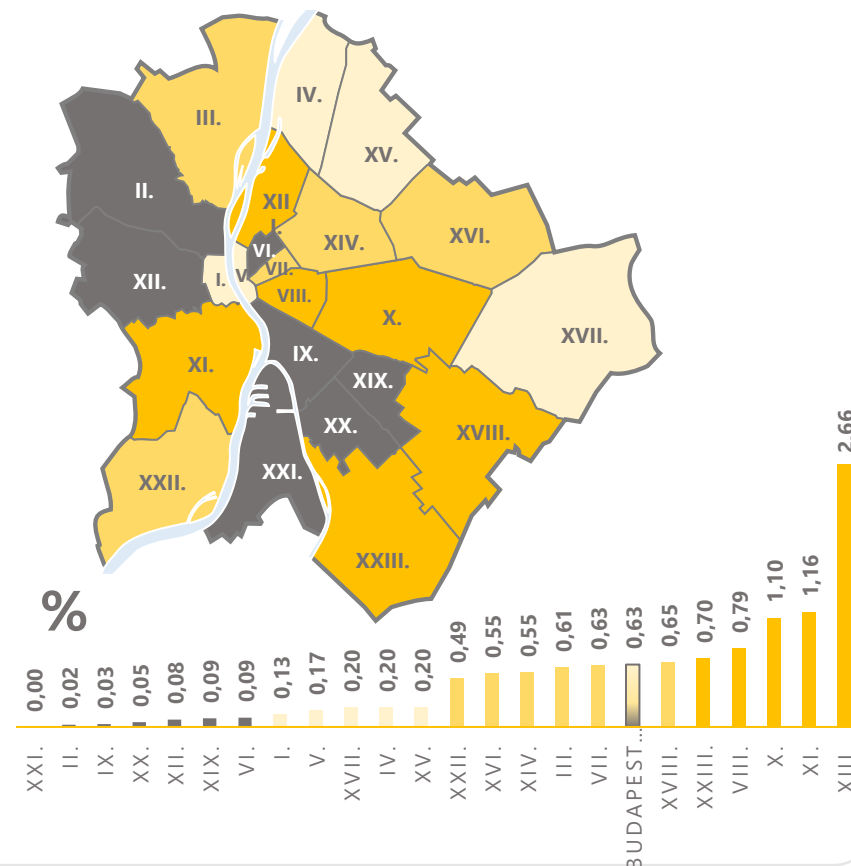 IV.
III.
XV.
II.
XII
I.
XVI.
XIV.
VI.
VII.
I.
V
XII.
VIII.
X.
XVII.
IX.
XI.
XIX.
XX.
XVIII.
XXI.
XXII.
XXIII.
%
0,00
0,02
0,03
0,05
0,08
0,09
0,09
0,13
0,17
0,20
0,20
0,20
0,49
0,55
0,55
0,61
0,63
0,63
0,65
0,70
0,79
1,10
1,16
2,66
XXI.
II.
IX.
XX.
XII.
XIX.
VI.
I.
V.
XVII.
IV.
XV.
XXII.
XVI.
XIV.
III.
VII.
BUDAPEST…
XVIII.
XXIII.
VIII.
X.
XI.
XIII